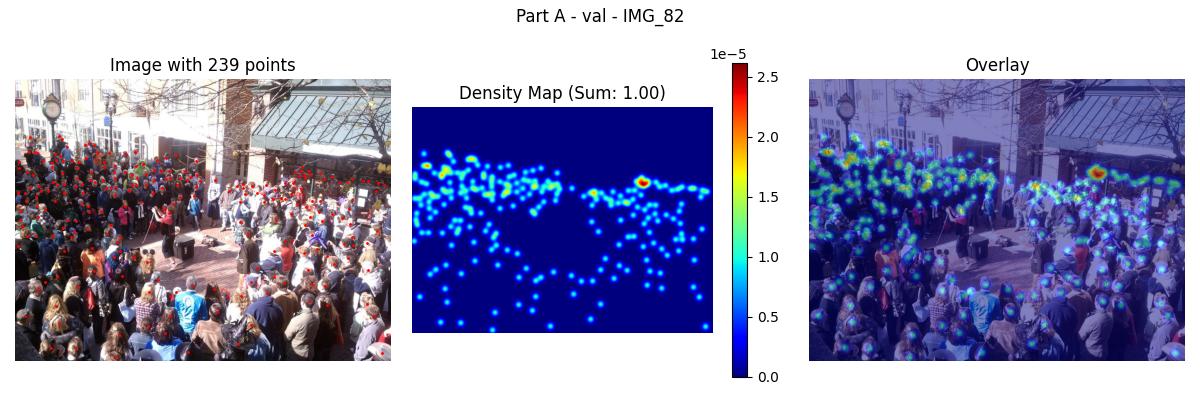 Part A - val - IMG_82
Image with 239 points
Density Map (Sum: 1.00)
1e−5
2.5
2.0
1.5
1.0
0.5
0.0
Overlay